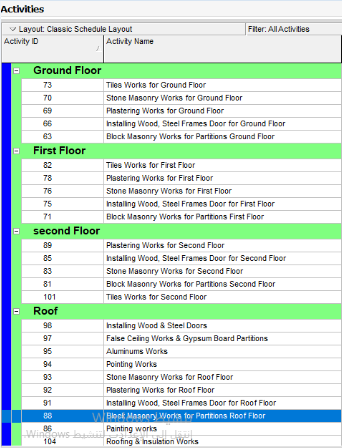 Activities
Layout: Classic Schedule Layout Filter: All Activities
Activity ID Activity Name
Ground Floor
73 Tiles Works for Ground Floor
70 Stone Masonry Works for Ground Floor
69 Plastering Works for Ground Floor
66 Installing Wood, Steel Frames Door for Ground Floor
63 Block Masonry Works for Partitions Ground Floor
First Floor
82 Tiles Works for First Floor
78 Plastering Works for First Floor
76 Stone Masonry Works for First Floor
75 Installing Wood, Steel Frames Door for First Floor
71 Block Masonry Works for Partitions First Floor
second Floor
89 Plastering Works for Second Floor
85 Installing Wood, Steel Frames Door for Second Floor
83 Stone Masonry Works for Second Floor
81 Block Masonry Works for Partitions Second Floor
101 Tiles Works for Second Floor
Roof
98 Installing Wood & Steel Doors
97 False Ceiling Works & Gypsum Board Partitions
95 Aluminums Works
94 Pointing Works
93 Stone Masonry Works for Roof Floor
92 Plastering Works for Roof Floor
91 Installing Wood, Steel Frames Door for Roof Floor
88 Block Masonry Works for Partitions Roof Floor
86 Painting works
104 Roofing & Insulation Works
Windows لتنشيط